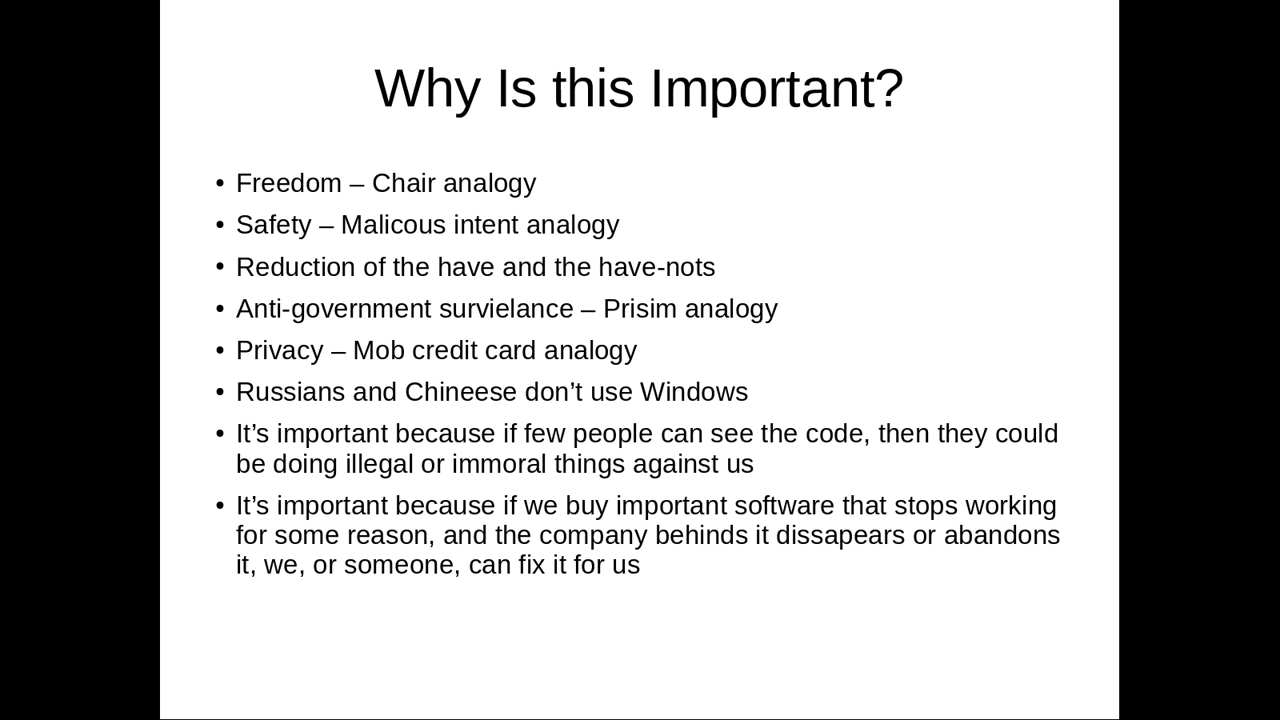 Why Is this Important?
• Freedom – Chair analogy
• Safety – Malicous intent analogy
• Reduction of the have and the have-nots
• Anti-government survielance – Prisim analogy
• Privacy – Mob credit card analogy
• Russians and Chineese don’t use Windows
• It’s important because if few people can see the code, then they could
be doing illegal or immoral things against us
• It’s important because if we buy important software that stops working
for some reason, and the company behinds it dissapears or abandons
it, we, or someone, can fix it for us